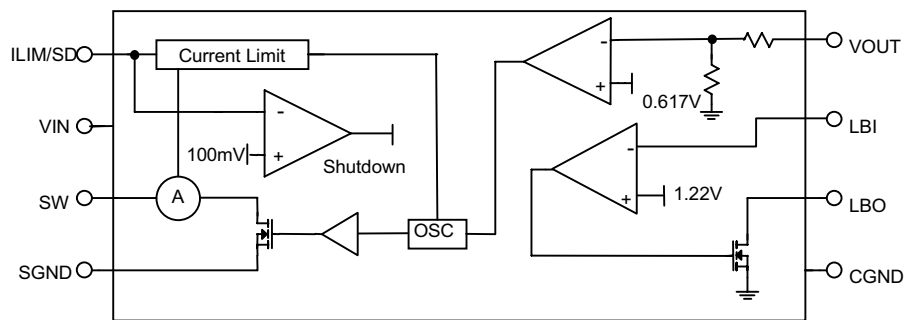 ILIM/SD
Current Limit
-
VOUT
+
0.617V
VIN
-
LBI
100mV
+
Shutdown
-
SW
A
+
1.22V
LBO
OSC
SGND
CGND